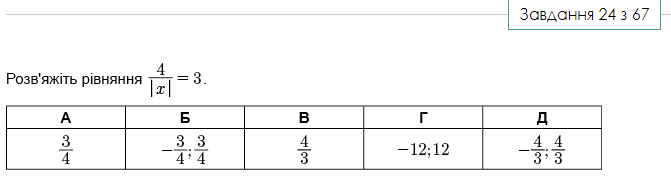 Завдання 24 з 67
Розв'яжіть рівняння 4/|x| = 3.
А Б В Г Д
3/4 −3/4; 3/4 4/3 −12; 12 −4/3; 4/3